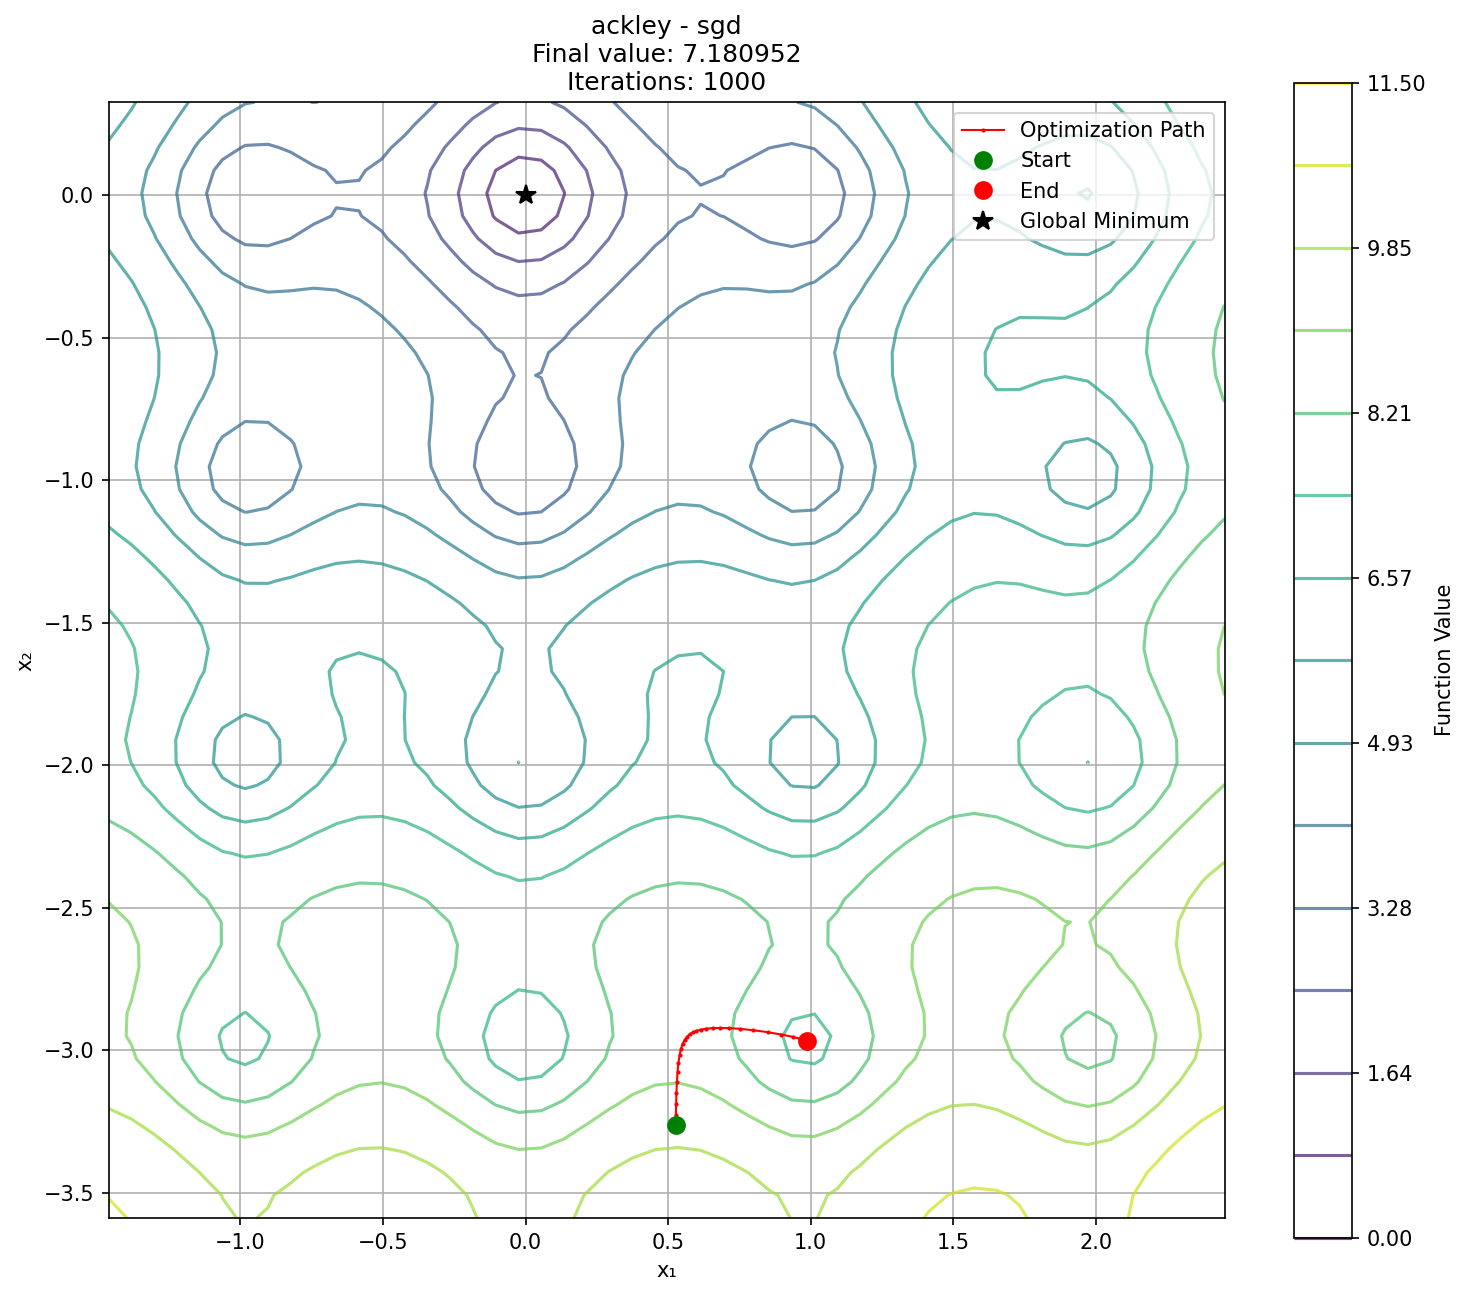 ackley - sgd
Final value: 7.180952
Iterations: 1000
Optimization Path
Start
End
Global Minimum
0.0
−0.5
−1.0
−1.5
−2.0
−2.5
−3.0
−3.5
x₂
−1.0
−0.5
0.0
0.5
1.0
1.5
2.0
x₁
11.50
9.85
8.21
6.57
4.93
3.28
1.64
0.00
Function Value